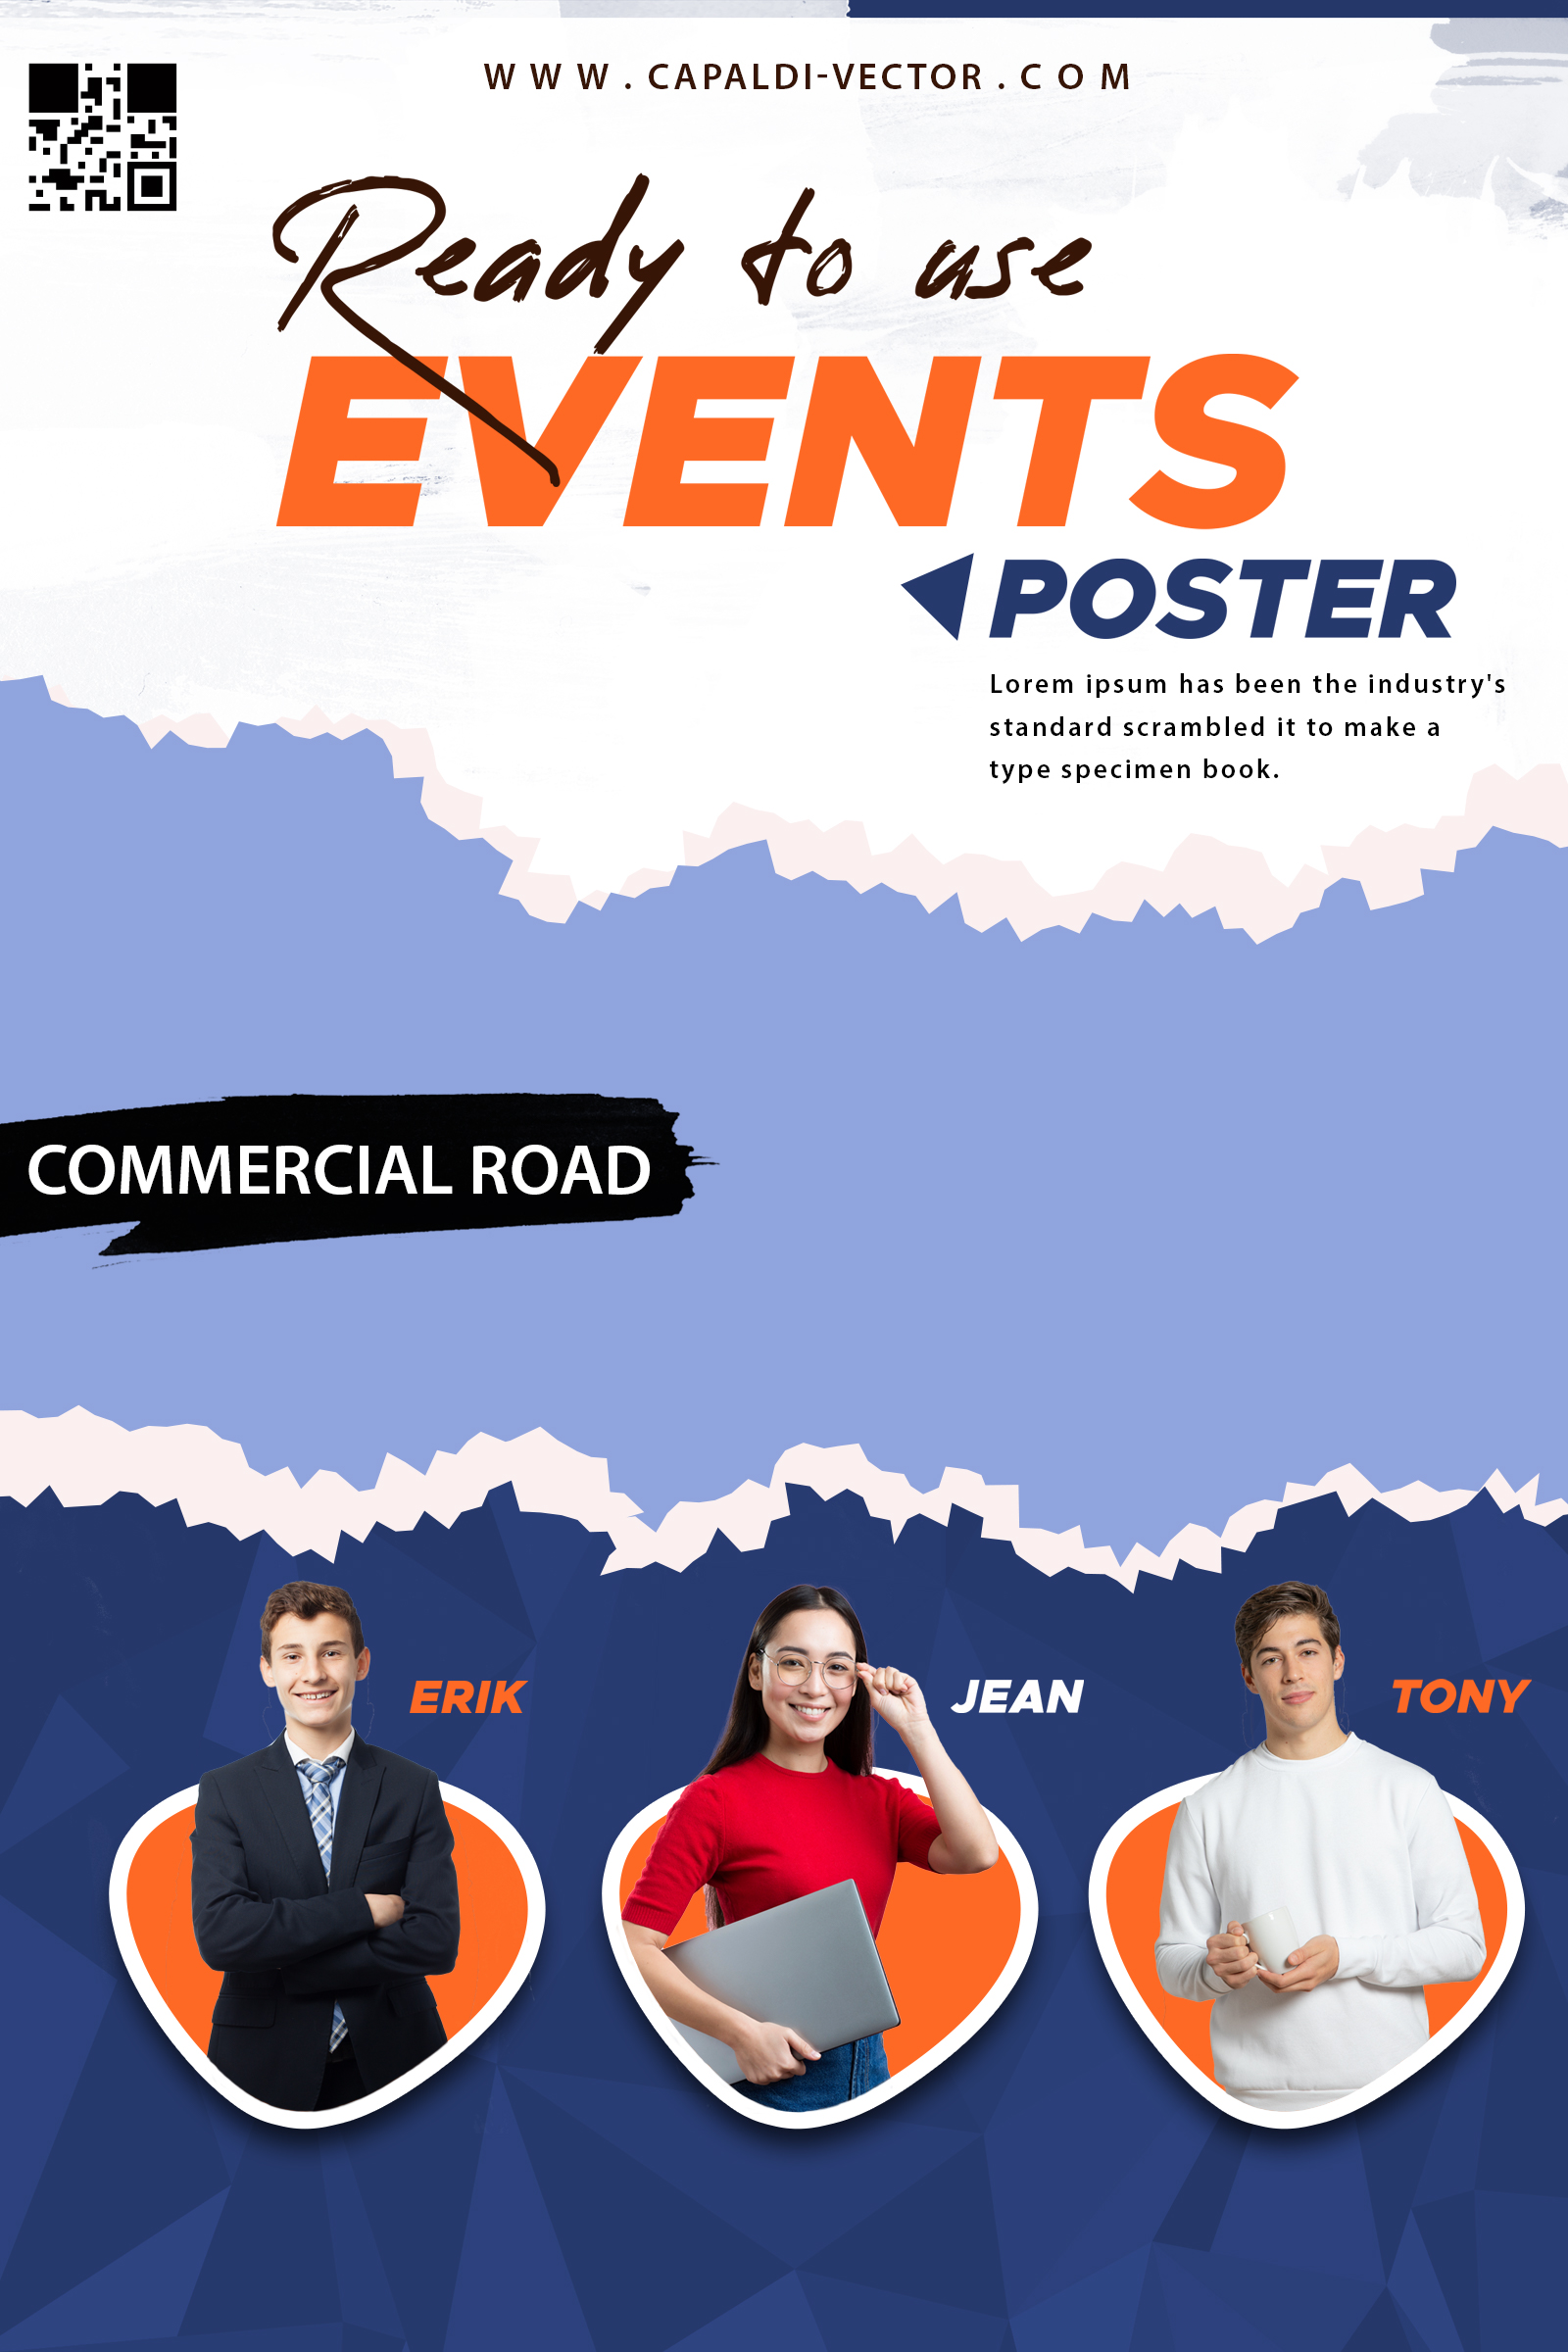 WWW.CAPALDI-VECTOR.COM
Ready to use
EVENTS
POSTER
Lorem ipsum has been the industry's
standard scrambled it to make a
type specimen book.
COMMERCIAL ROAD
ERIK
JEAN
TONY